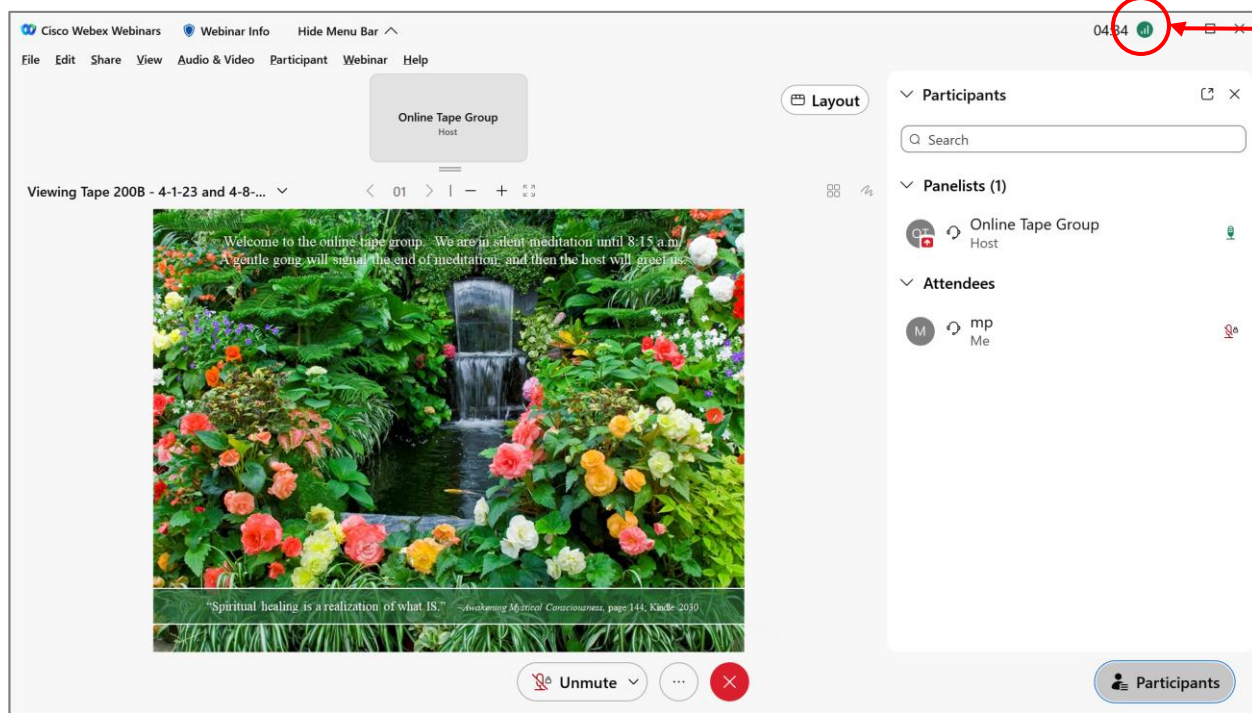 Cisco Webex Webinars Webinar Info Hide Menu Bar 04:34
File Edit Share View Audio & Video Participant Webinar Help
Online Tape Group
Host
Layout
Viewing Tape 200B - 4-1-23 and 4-8-... 01
Welcome to the online tape group. We are in silent meditation until 8:15 a.m.
A gentle gong will signal the end of meditation, and then the host will greet us.
“Spiritual healing is a realization of what IS.” ~Awakening Mystical Consciousness, page 144; Kindle 2030
Unmute
Participants
Search
Panelists (1)
OT
Online Tape Group
Host
Attendees
M
mp
Me
Participants